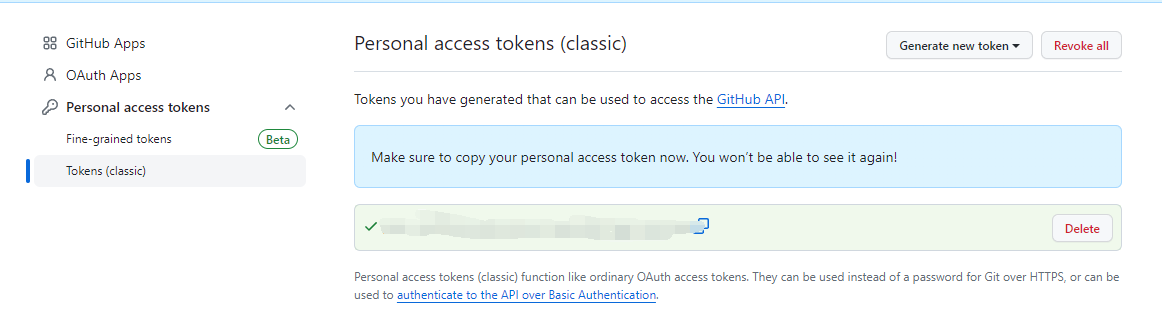 GitHub Apps
OAuth Apps
Personal access tokens
Fine-grained tokens Beta
Tokens (classic)
Personal access tokens (classic)
Generate new token
Revoke all
Tokens you have generated that can be used to access the GitHub API.
Make sure to copy your personal access token now. You won’t be able to see it again!
Delete
Personal access tokens (classic) function like ordinary OAuth access tokens. They can be used instead of a password for Git over HTTPS, or can be
used to authenticate to the API over Basic Authentication.